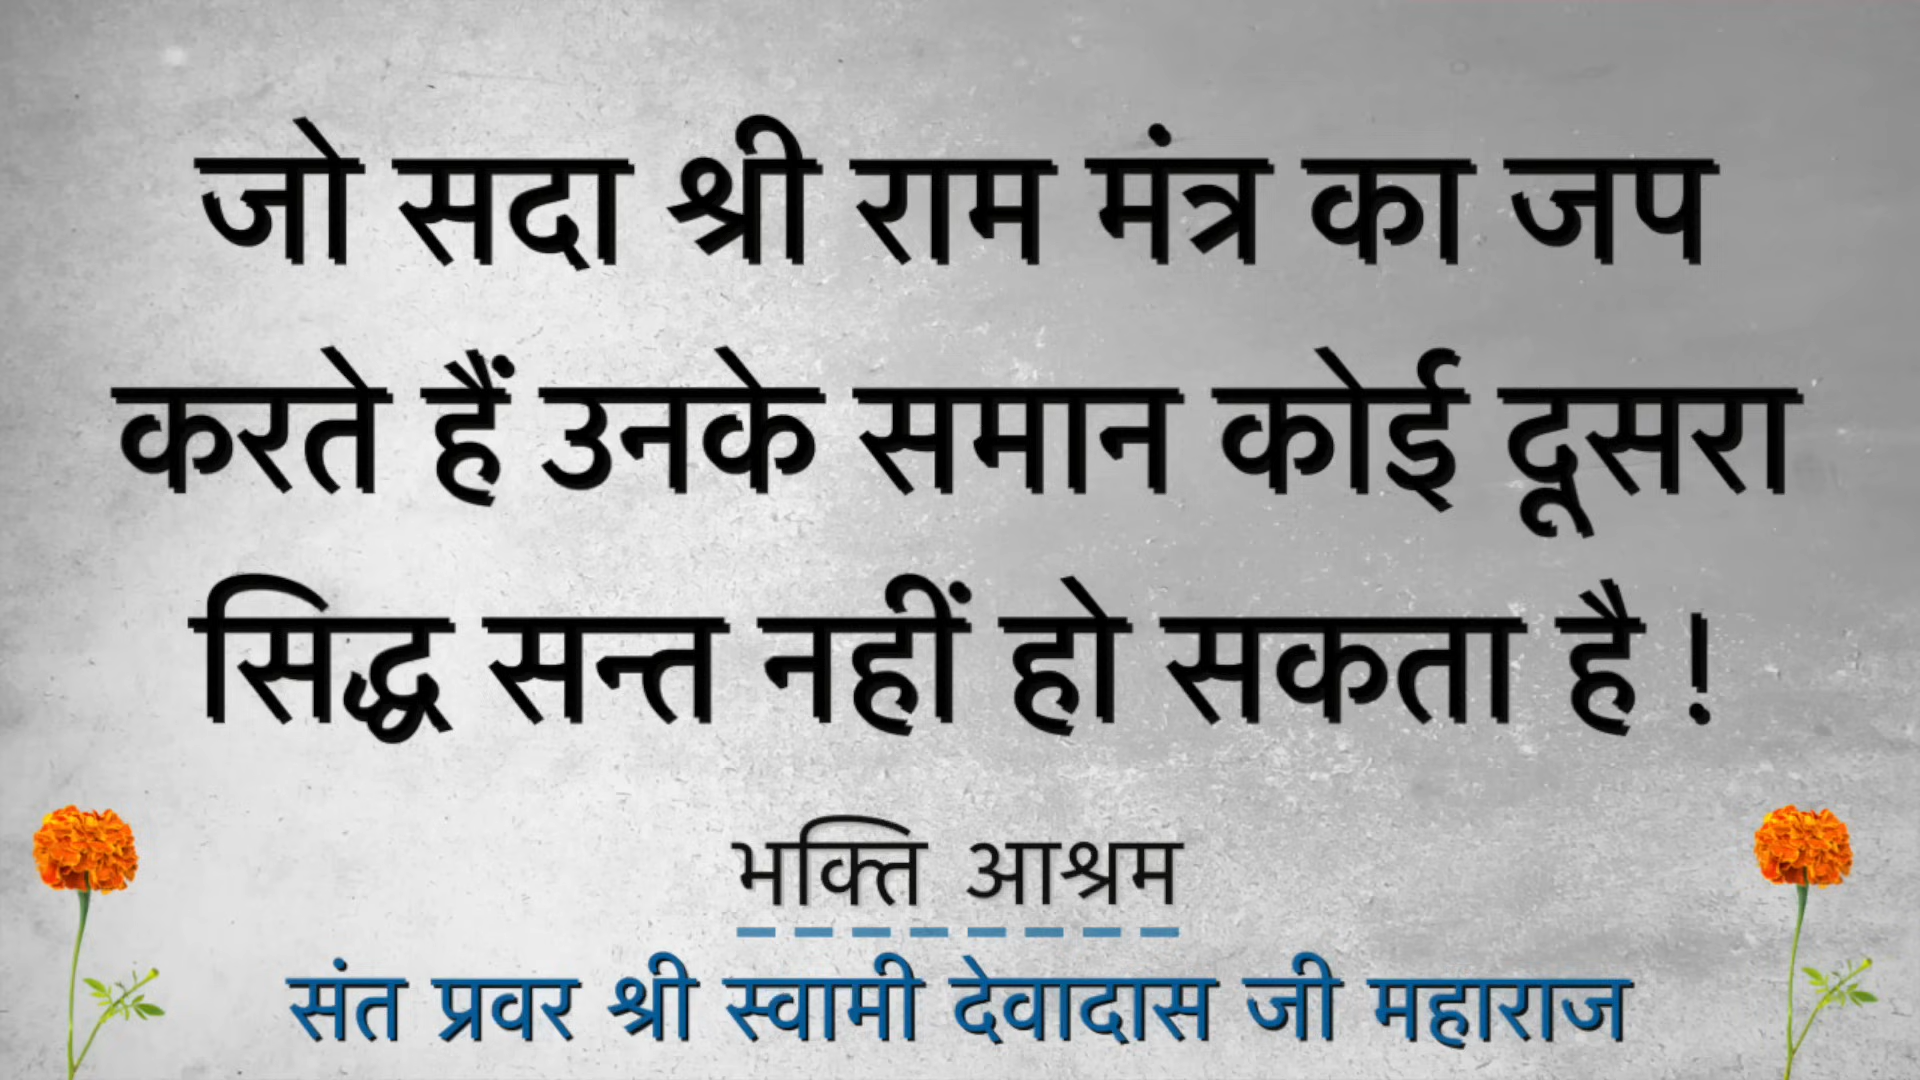 जो सदा श्री राम मंत्र का जप
करते हैं उनके समान कोई दूसरा
सिद्ध सन्त नहीं हो सकता है !
भक्ति आश्रम
संत प्रवर श्री स्वामी देवादास जी महाराज